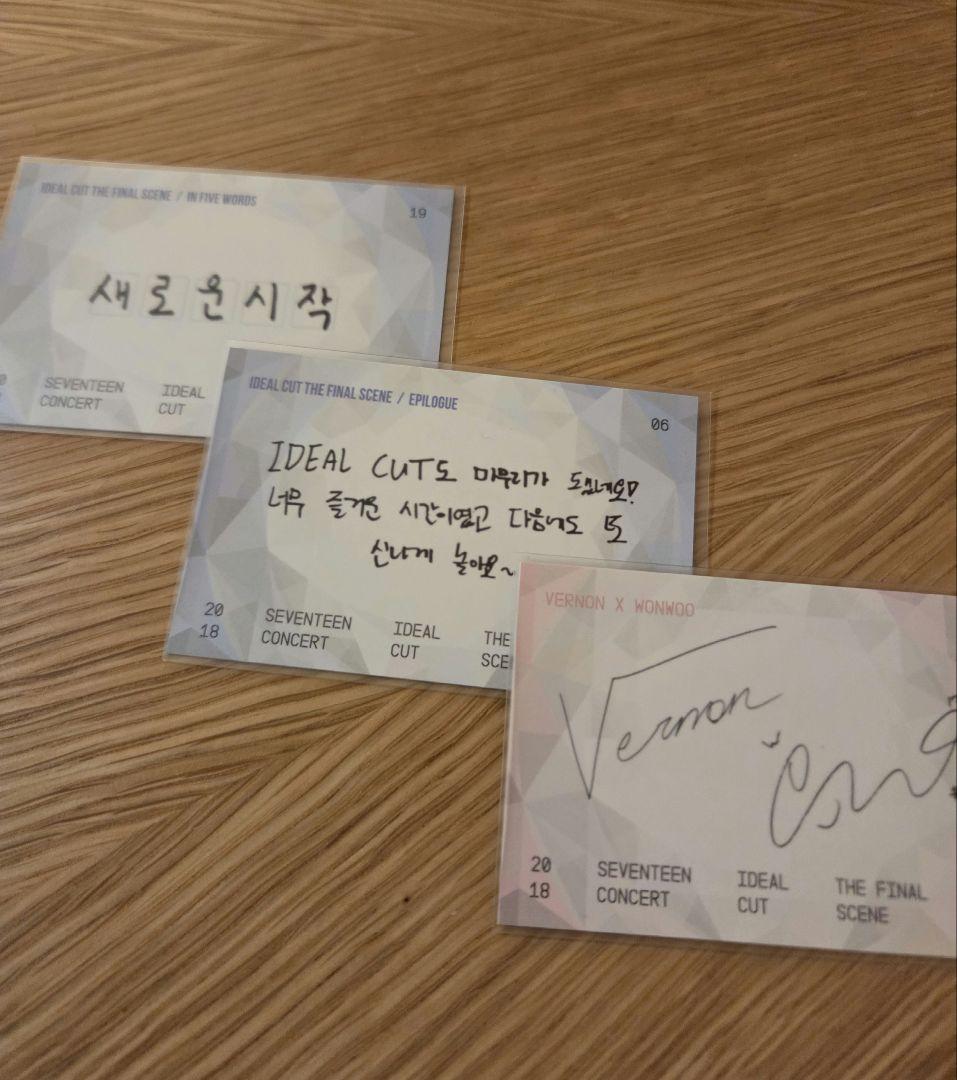 IDEAL CUT THE FINAL SCENE / IN FIVE WORDS
19
새로운시작
SEVENTEEN CONCERT
IDEAL CUT
IDEAL CUT THE FINAL SCENE / EPILOGUE
06
IDEAL CUT도 마무리가 되었네요!
너무 즐거운 시간이였고 다음에도 또
신나게 놀아요~
20 18
SEVENTEEN CONCERT
IDEAL CUT
THE SCE
VERNON X WONWOO
Vernon
20 18
SEVENTEEN CONCERT
IDEAL CUT
THE FINAL SCENE